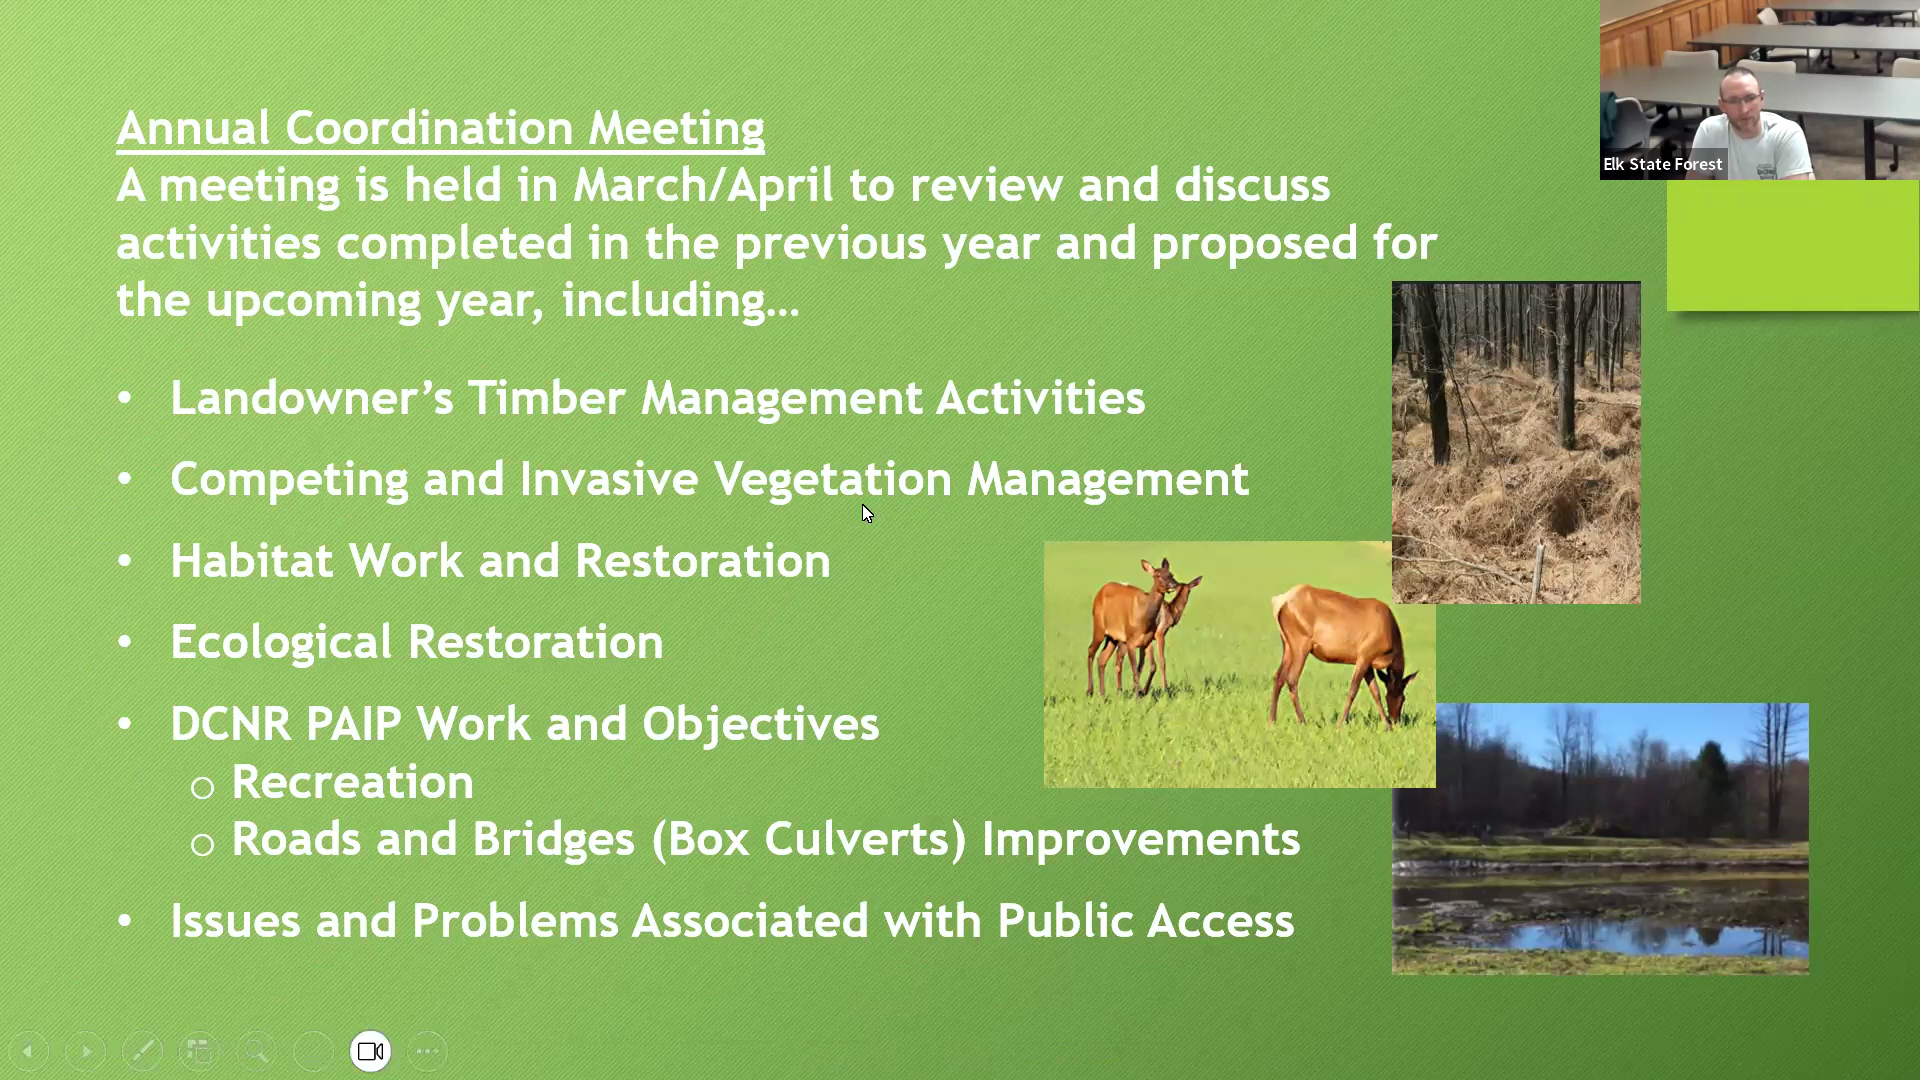 Annual Coordination Meeting
A meeting is held in March/April to review and discuss
activities completed in the previous year and proposed for
the upcoming year, including…
• Landowner’s Timber Management Activities
• Competing and Invasive Vegetation Management
• Habitat Work and Restoration
• Ecological Restoration
• DCNR PAIP Work and Objectives
o Recreation
o Roads and Bridges (Box Culverts) Improvements
• Issues and Problems Associated with Public Access
Elk State Forest